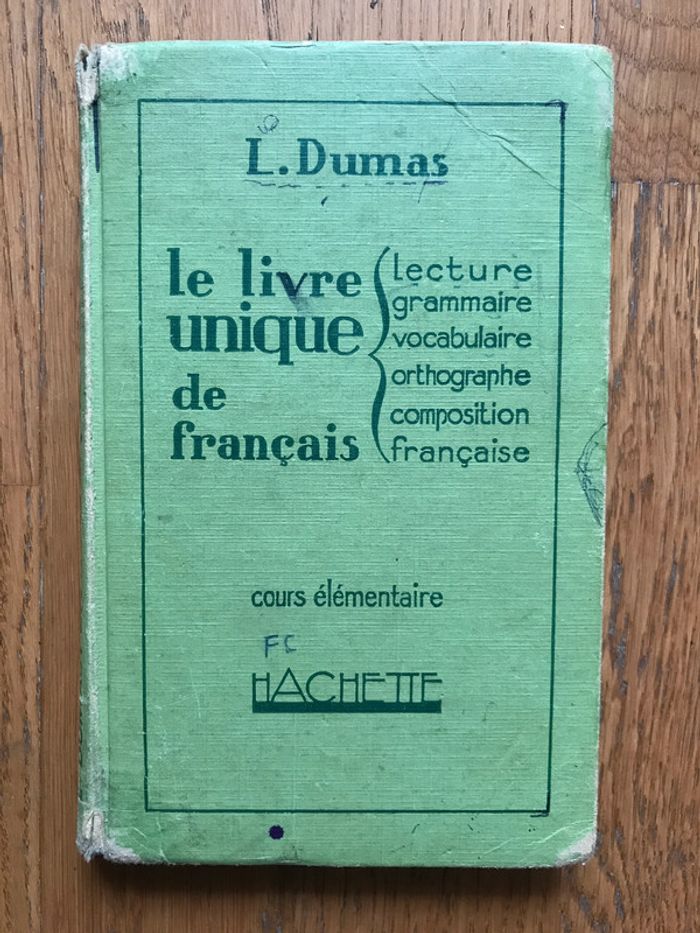 L. Dumas
le livre
unique
de
français
lecture
grammaire
vocabulaire
orthographe
composition
française
cours élémentaire
FC
HACHETTE